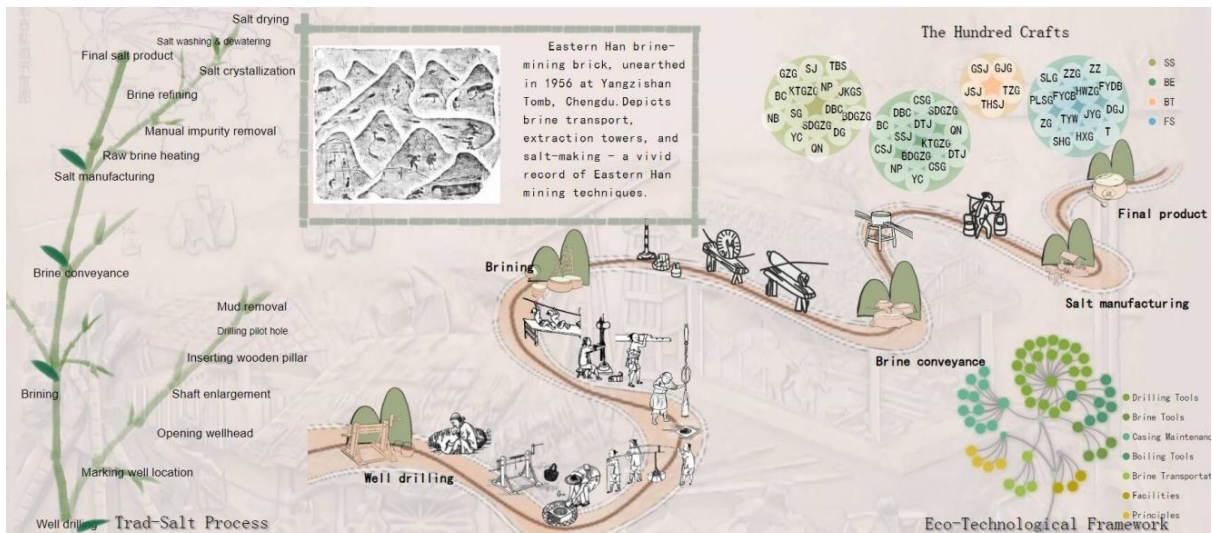 Salt drying
Salt washing & dewatering
Final salt product
Salt crystallization
Brine refining
Manual impurity removal
Raw brine heating
Salt manufacturing
Brine conveyance
Mud removal
Drilling pilot hole
Inserting wooden pillar
Shaft enlargement
Brining
Opening wellhead
Marking well location
Well drilling
Trad-Salt Process
Eastern Han brine-
mining brick, unearthed
in 1956 at Yangzishan
Tomb, Chengdu.Depicts
brine transport,
extraction towers, and
salt-making – a vivid
record of Eastern Han
mining techniques.
The Hundred Crafts
GZG
SJ
TBS
BC
KTGZG
NP
JKGS
NB
SG
DBC
BDGZG
SDGZG
DG
YC
QN
CSG
DBC
SDGZG
BC
DTJ
QN
SSJ
KTGZG
CSJ
BDGZG
DTJ
NP
CSG
YC
GSJ
GJG
JSJ
TZG
THSJ
SLG
ZZG
ZZ
PLSG
FYCB
HWZG
FYDB
ZG
TYW
JYG
DGJ
SHG
HXG
T
SS
BE
BT
FS
Final product
Brining
Salt manufacturing
Brine conveyance
Well drilling
Drilling Tools
Brine Tools
Casing Maintenanc
Boiling Tools
Brine Transportat
Facilities
Principles
Eco-Technological Framework